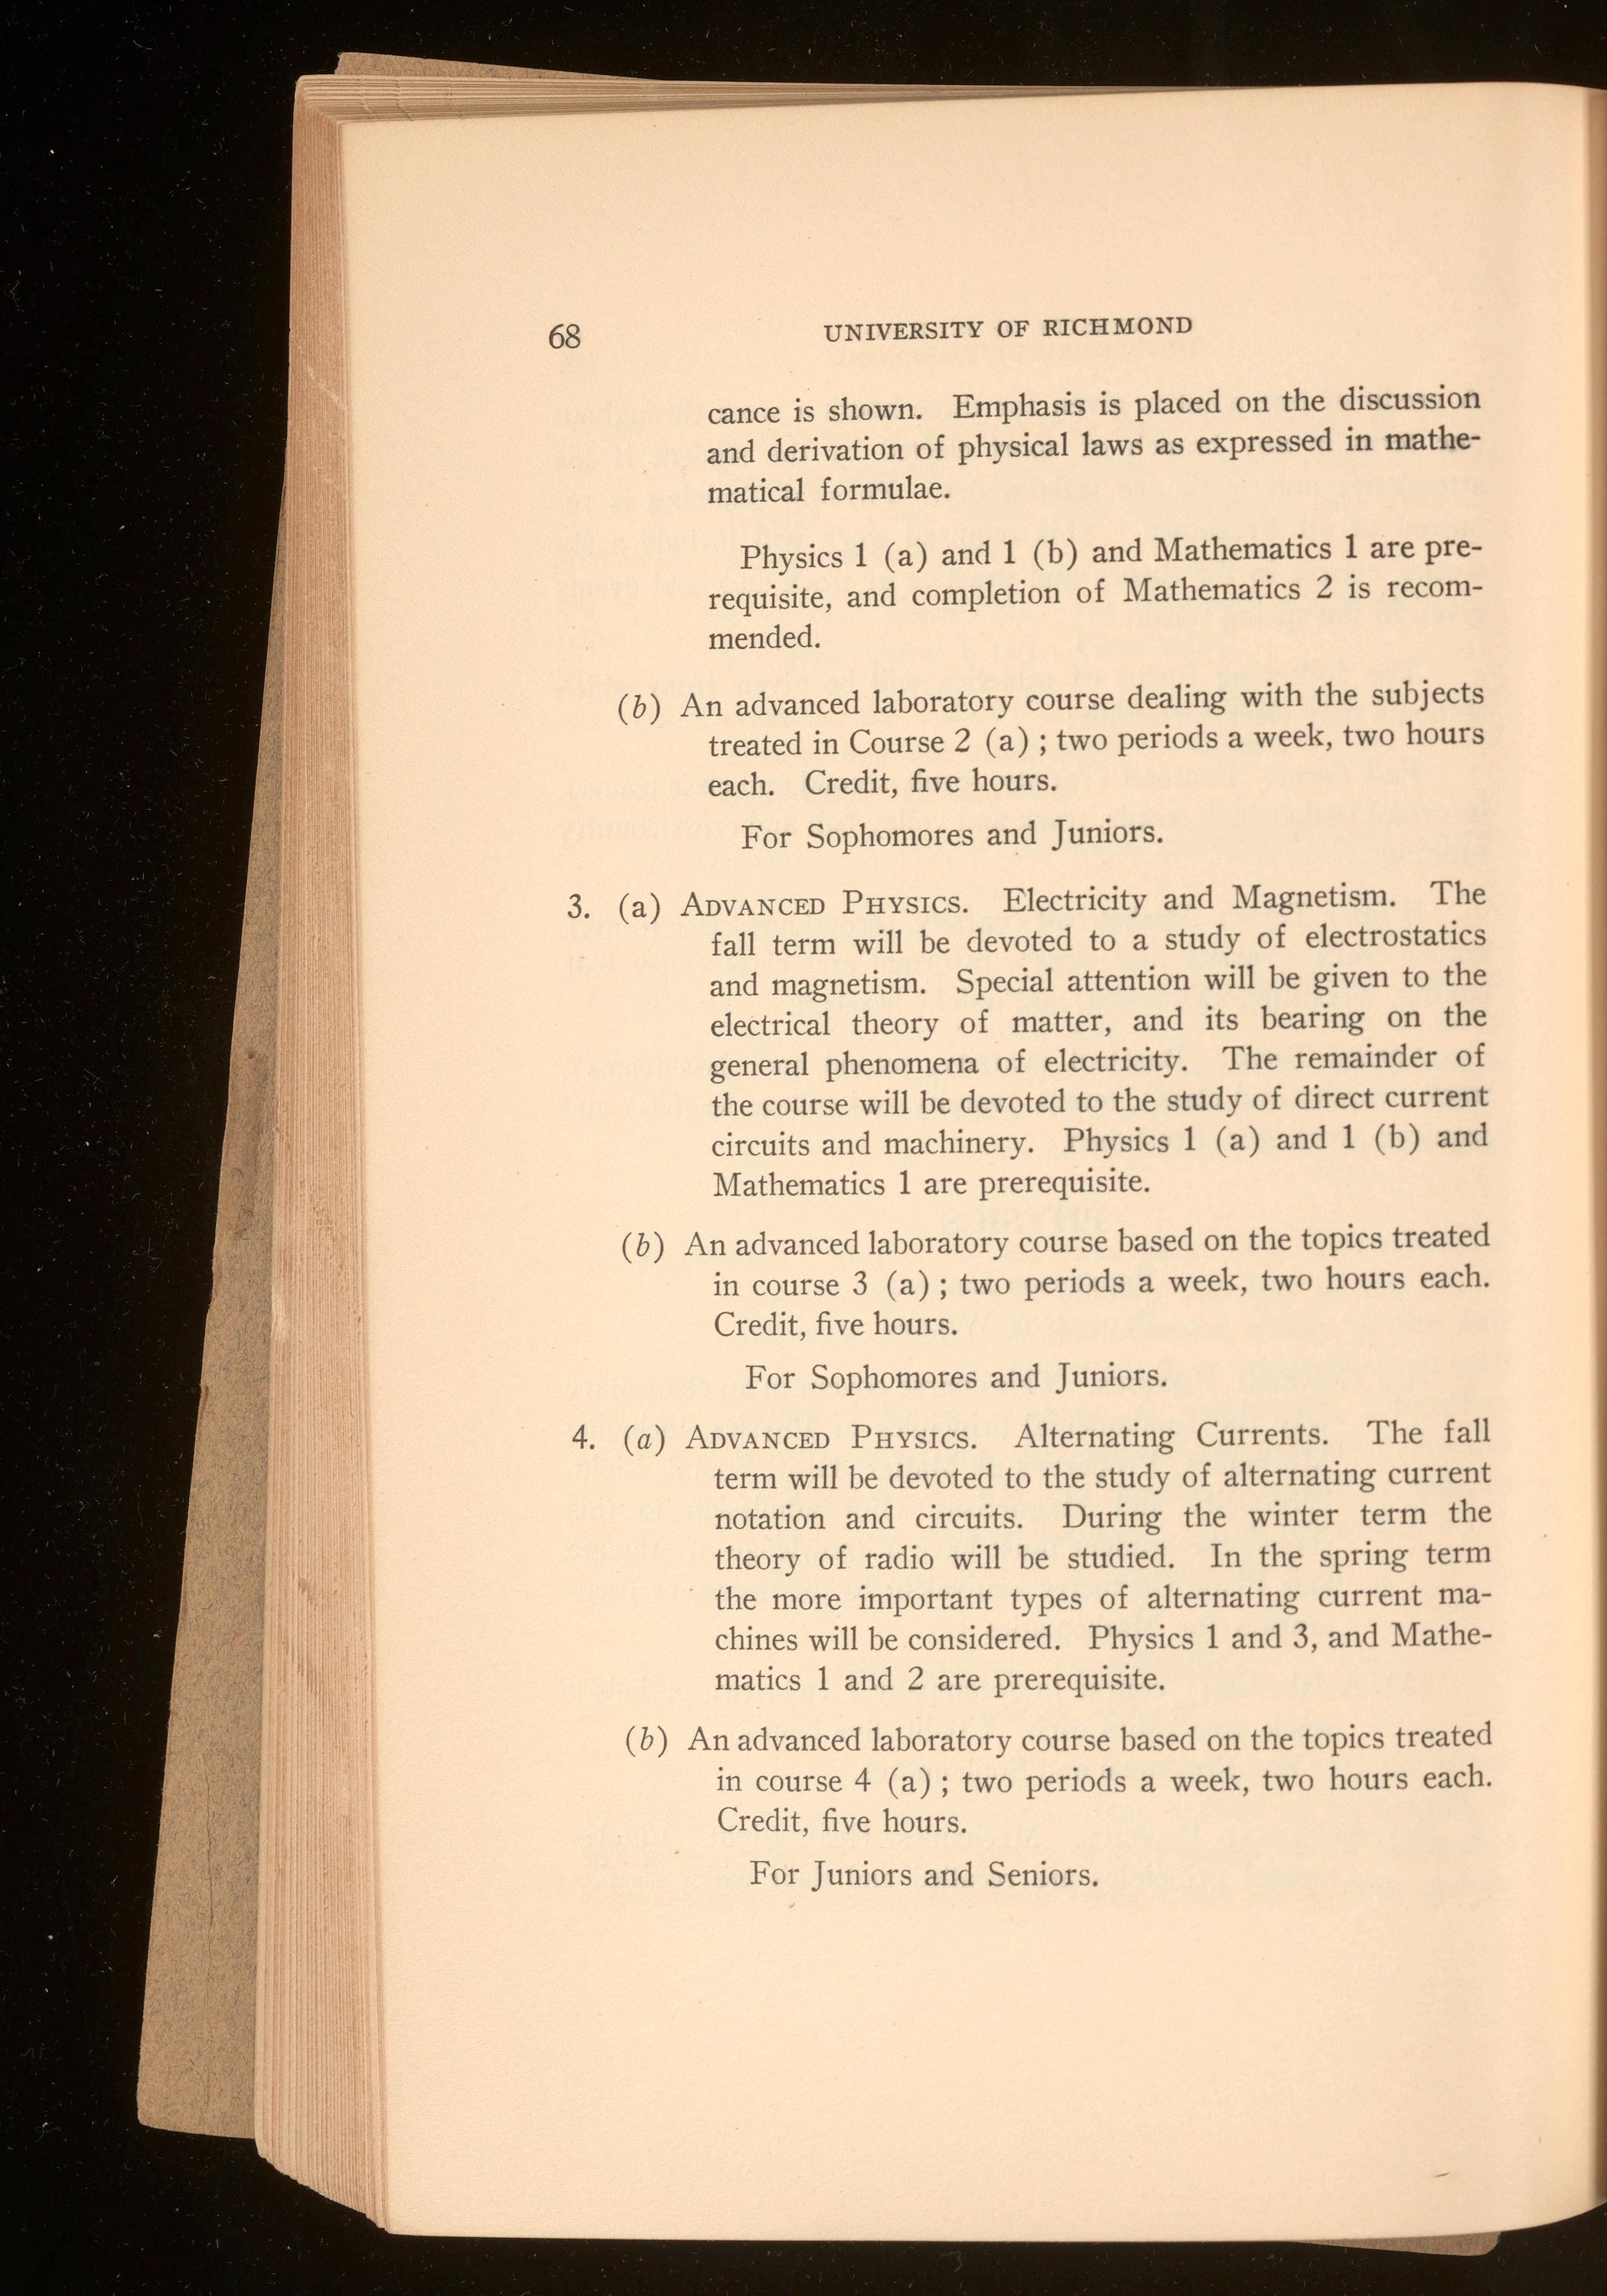 68
UNIVERSITY OF RICHMOND
cance is shown. Emphasis is placed on the discussion
and derivation of physical laws as expressed in mathe-
matical formulae.
Physics 1 (a) and 1 (b) and Mathematics 1 are pre-
requisite, and completion of Mathematics 2 is recom-
mended.
(b) An advanced laboratory course dealing with the subjects
treated in Course 2 (a) ; two periods a week, two hours
each. Credit, five hours.
For Sophomores and Juniors.
3. (a) ADVANCED PHYSICS. Electricity and Magnetism. The
fall term will be devoted to a study of electrostatics
and magnetism. Special attention will be given to the
electrical theory of matter, and its bearing on the
general phenomena of electricity. The remainder of
the course will be devoted to the study of direct current
circuits and machinery. Physics 1 (a) and 1 (b) and
Mathematics 1 are prerequisite.
(b) An advanced laboratory course based on the topics treated
in course 3 (a) ; two periods a week, two hours each.
Credit, five hours.
For Sophomores and Juniors.
4. (a) ADVANCED PHYSICS. Alternating Currents. The fall
term will be devoted to the study of alternating current
notation and circuits. During the winter term the
theory of radio will be studied. In the spring term
the more important types of alternating current ma-
chines will be considered. Physics 1 and 3, and Mathe-
matics 1 and 2 are prerequisite.
(b) An advanced laboratory course based on the topics treated
in course 4 (a) ; two periods a week, two hours each.
Credit, five hours.
For Juniors and Seniors.